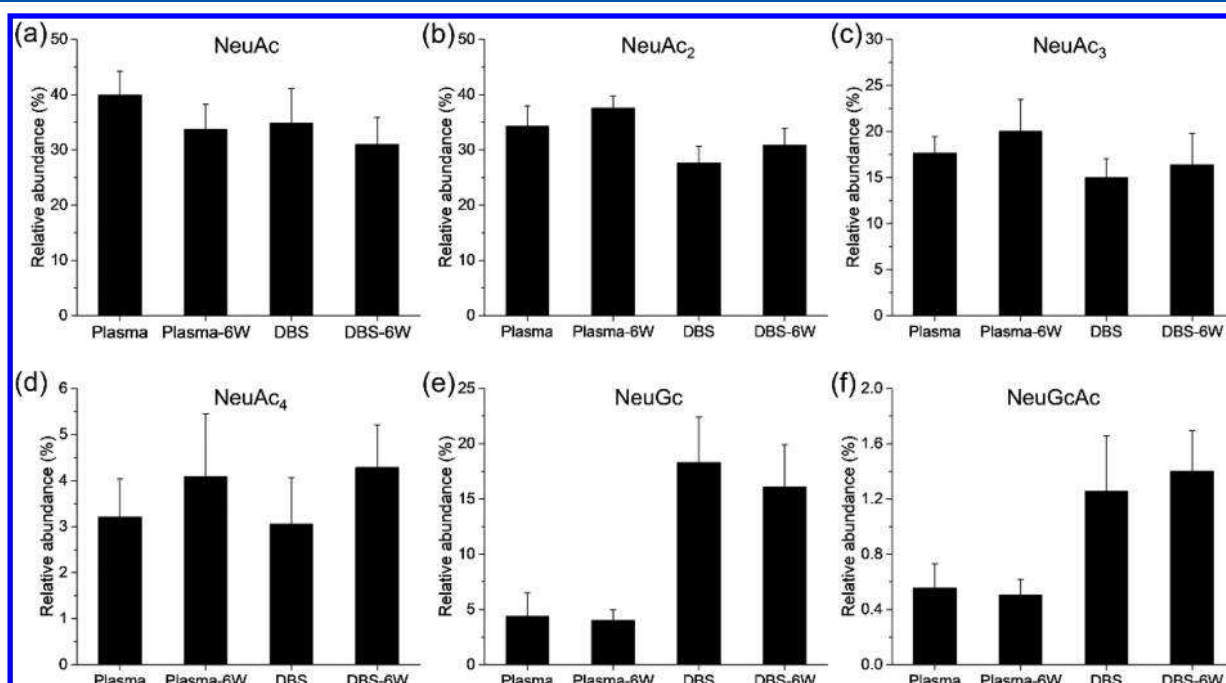 (a) NeuAc
Relative abundance (%)
50
40
30
20
10
0
Plasma Plasma-6W DBS DBS-6W
(b) NeuAc₂
Relative abundance (%)
50
40
30
20
10
0
Plasma Plasma-6W DBS DBS-6W
(c) NeuAc₃
Relative abundance (%)
30
25
20
15
10
5
0
Plasma Plasma-6W DBS DBS-6W
(d) NeuAc₄
Relative abundance (%)
6
5
4
3
2
1
0
Plasma Plasma-6W DBS DBS-6W
(e) NeuGc
Relative abundance (%)
25
20
15
10
5
0
Plasma Plasma-6W DBS DBS-6W
(f) NeuGcAc
Relative abundance (%)
2.0
1.6
1.2
0.8
0.4
0.0
Plasma Plasma-6W DBS DBS-6W